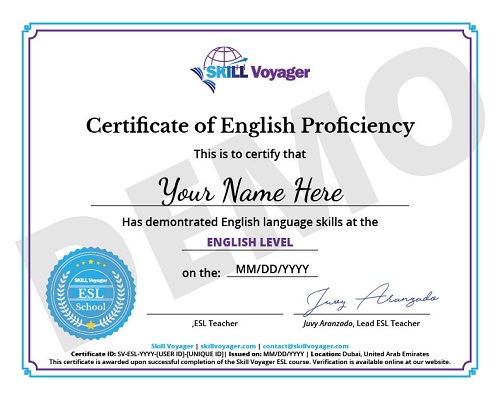 SKILL Voyager
Certificate of English Proficiency
This is to certify that
Your Name Here
Has demontrated English language skills at the
ENGLISH LEVEL
on the: MM/DD/YYYY
DEMO
SKILL Voyager
ESL
School
Juvy Aranzado
,ESL Teacher
Juvy Aranzado, Lead ESL Teacher
Skill Voyager | skillvoyager.com | contact@skillvoyager.com
Certificate ID: SV-ESL-YYYY-[USER ID]-[UNIQUE ID]| Issued on: MM/DD/YYYY | Location: Dubai, United Arab Emirates
This certificate is awarded upon successful completion of the Skill Voyager ESL course. Verification is available online at our website.